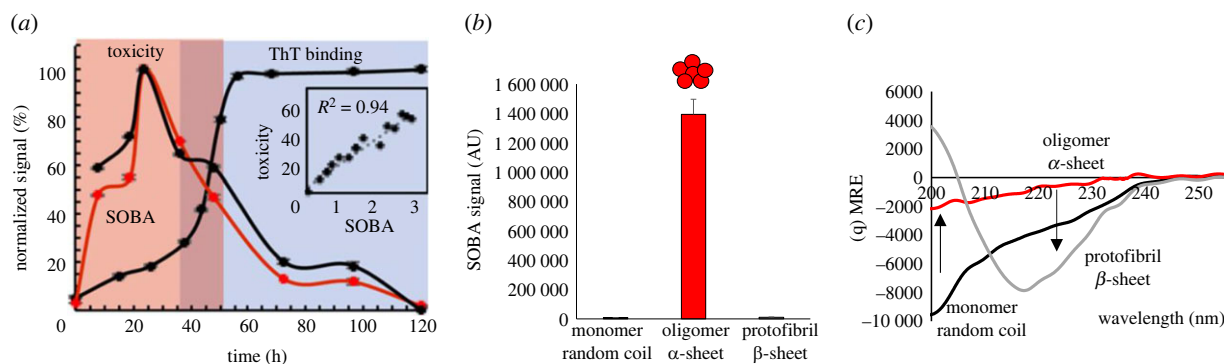 (a)
toxicity
ThT binding
normalized signal (%)
100
80
60
40
20
0
SOBA
R² = 0.94
toxicity
60
40
20
0 1 2 3
SOBA
0 20 40 60 80 100 120
time (h)
(b)
SOBA signal (AU)
1 600 000
1 400 000
1 200 000
1 000 000
800 000
600 000
400 000
200 000
0
monomer
random coil
oligomer
α-sheet
protofibril
β-sheet
(c)
(q) MRE
6000
4000
2000
0
−2000
−4000
−6000
−8000
−10 000
200 210 220 230 240 250
oligomer
α-sheet
protofibril
β-sheet
monomer
random coil
wavelength (nm)